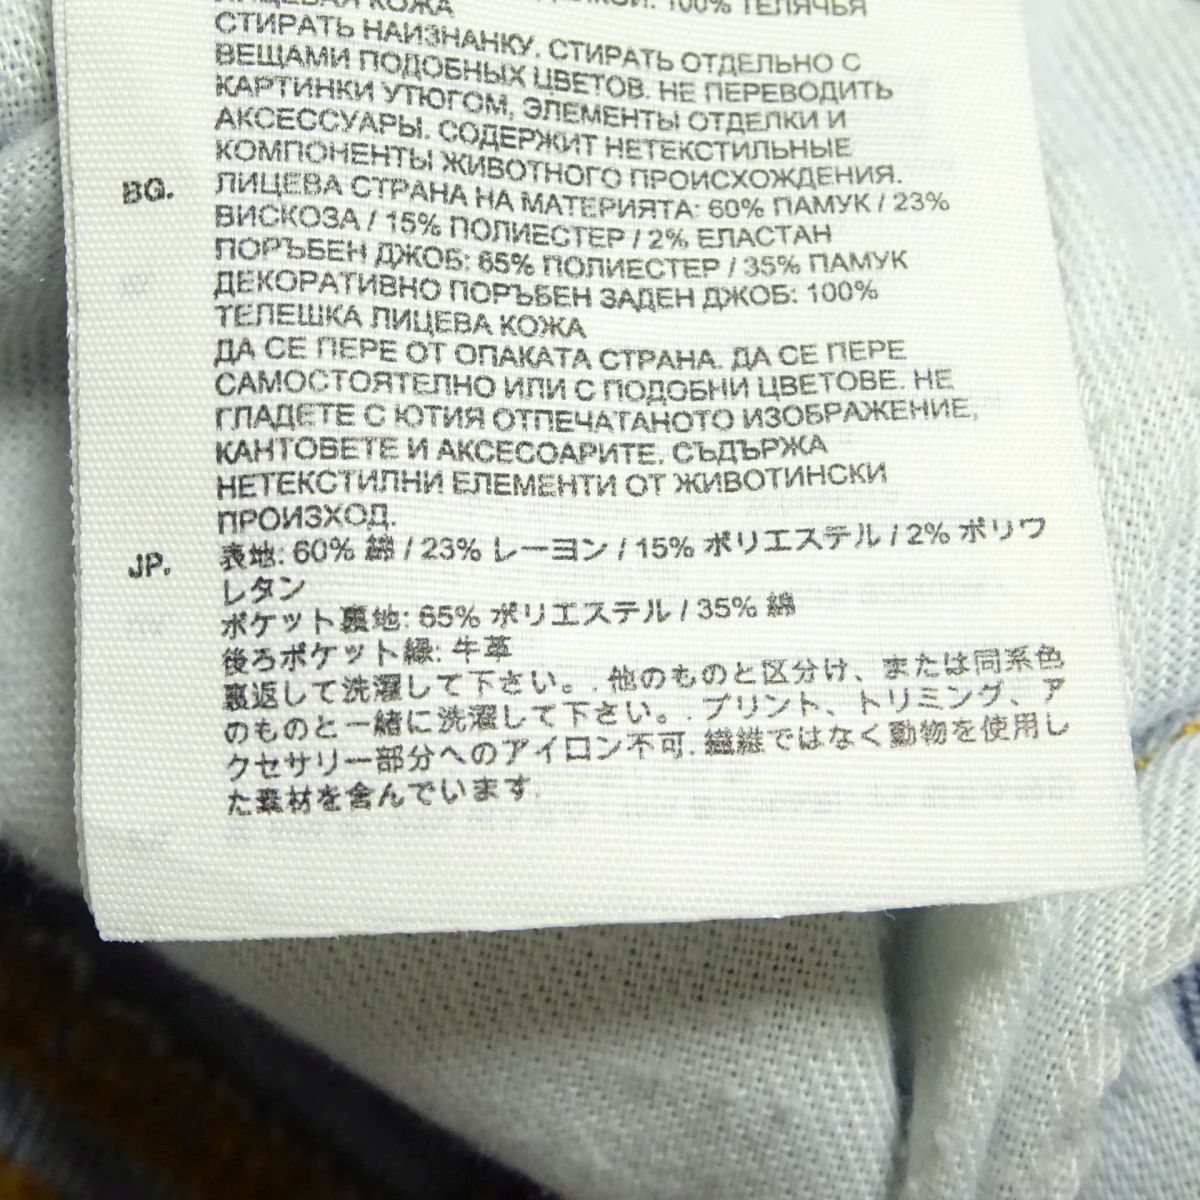 100% ТЕЛЯЧЬЯ
ЛИЦЕВАЯ КОЖА
СТИРАТЬ НАИЗНАНКУ. СТИРАТЬ ОТДЕЛЬНО С
ВЕЩАМИ ПОДОБНЫХ ЦВЕТОВ. НЕ ПЕРЕВОДИТЬ
КАРТИНКИ УТЮГОМ, ЭЛЕМЕНТЫ ОТДЕЛКИ И
АКСЕССУАРЫ. СОДЕРЖИТ НЕТЕКСТИЛЬНЫЕ
КОМПОНЕНТЫ ЖИВОТНОГО ПРОИСХОЖДЕНИЯ.
BG. ЛИЦЕВА СТРАНА НА МАТЕРИЯТА: 60% ПАМУК / 23%
ВИСКОЗА / 15% ПОЛИЕСТЕР / 2% ЕЛАСТАН
ПОРЪБЕН ДЖОБ: 65% ПОЛИЕСТЕР / 35% ПАМУК
ДЕКОРАТИВНО ПОРЪБЕН ЗАДЕН ДЖОБ: 100%
ТЕЛЕШКА ЛИЦЕВА КОЖА
ДА СЕ ПЕРЕ ОТ ОПАКАТА СТРАНА. ДА СЕ ПЕРЕ
САМОСТОЯТЕЛНО ИЛИ С ПОДОБНИ ЦВЕТОВЕ. НЕ
ГЛАДЕТЕ С ЮТИЯ ОТПЕЧАТАНОТО ИЗОБРАЖЕНИЕ,
КАНТОВЕТЕ И АКСЕСОАРИТЕ. СЪДЪРЖА
НЕТЕКСТИЛНИ ЕЛЕМЕНТИ ОТ ЖИВОТИНСКИ
ПРОИЗХОД.
JP. 表地: 60% 綿 / 23% レーヨン / 15% ポリエステル / 2% ポリウ
レタン
ポケット裏地: 65% ポリエステル / 35% 綿
後ろポケット縁: 牛革
裏返して洗濯して下さい。. 他のものと区分け、または同系色
のものと一緒に洗濯して下さい。. プリント、トリミング、ア
クセサリー部分へのアイロン不可. 繊維ではなく動物を使用し
た素材を含んでいます.